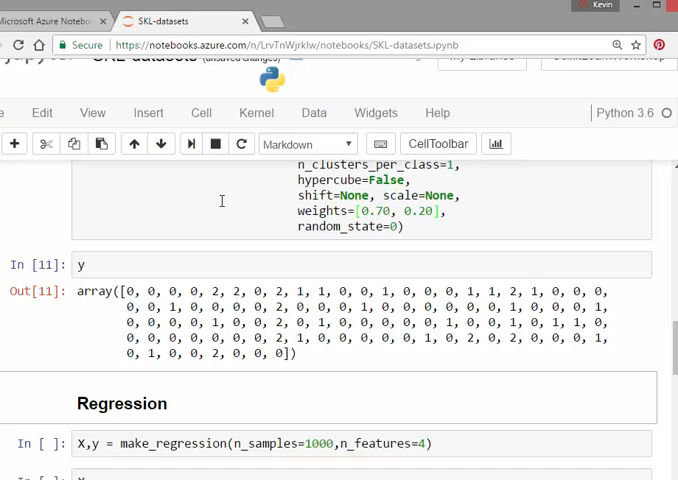 Kevin
Microsoft Azure Notebo
SKL-datasets
Secure
https://notebooks.azure.com/n/LrvTnWjrklw/notebooks/SKL-datasets.ipynb
Edit View Insert Cell Kernel Data Widgets Help Python 3.6
Markdown CellToolbar
n_clusters_per_class=1,
hypercube=False,
shift=None, scale=None,
weights=[0.70, 0.20],
random_state=0)
In [11]: y
Out[11]: array([0, 0, 0, 0, 2, 2, 0, 2, 1, 1, 0, 0, 1, 0, 0, 0, 1, 1, 2, 1, 0, 0, 0,
0, 0, 1, 0, 0, 0, 0, 2, 0, 0, 0, 1, 0, 0, 0, 0, 0, 0, 1, 0, 0, 0, 1,
0, 0, 0, 0, 1, 0, 0, 0, 2, 0, 1, 0, 0, 0, 0, 0, 1, 0, 0, 1, 0, 1, 1, 0,
0, 0, 0, 0, 0, 0, 0, 2, 1, 0, 0, 0, 0, 0, 1, 0, 2, 0, 2, 0, 0, 0, 1,
0, 1, 0, 0, 2, 0, 0, 0])
Regression
In [ ]: X,y = make_regression(n_samples=1000,n_features=4)